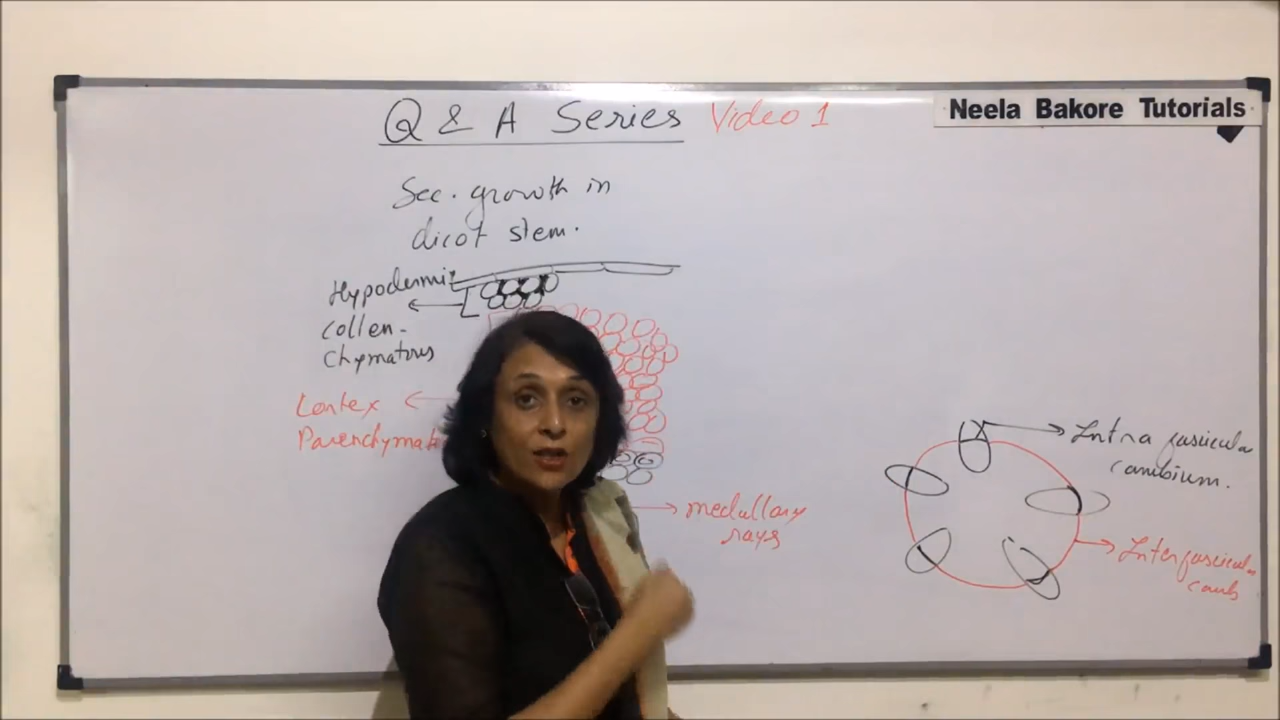 Q & A Series Video 1
Neela Bakore Tutorials
Sec. growth in
dicot stem.
Hypodermis
collen-
chymatous
Cortex
Parenchymat
medullary
rays
Intra fascicular
cambium.
Interfascicular
camb